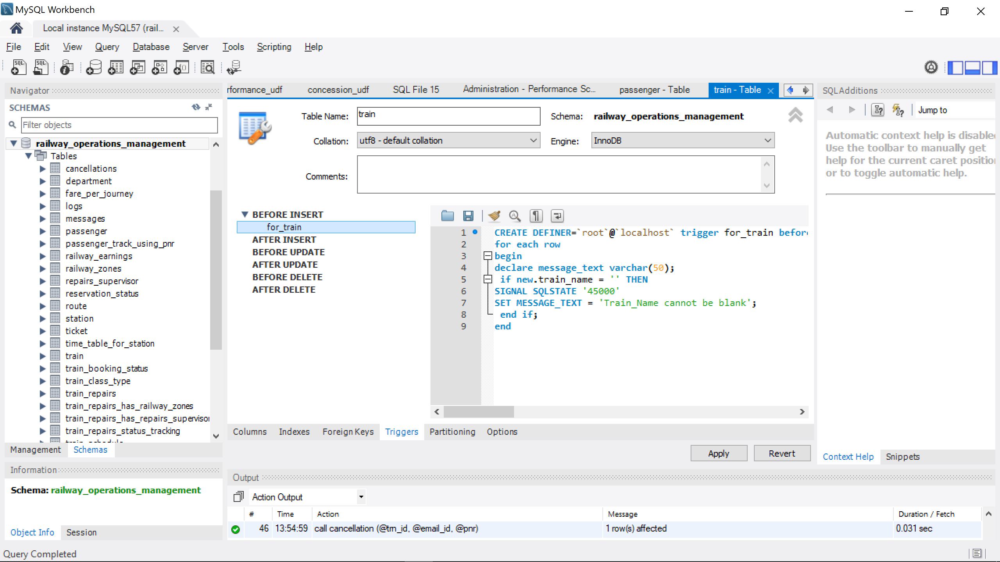 MySQL Workbench
Local instance MySQL57 (rail...
File Edit View Query Database Server Tools Scripting Help
Navigator
SCHEMAS
Filter objects
railway_operations_management
Tables
cancellations
department
fare_per_journey
logs
messages
passenger
passenger_track_using_pnr
railway_earnings
railway_zones
repairs_supervisor
reservation_status
route
station
ticket
time_table_for_station
train
train_booking_status
train_class_type
train_repairs
train_repairs_has_railway_zones
train_repairs_has_repairs_supervisor
train_repairs_status_tracking
train_schedule
Management Schemas
Information
Schema: railway_operations_management
Object Info Session
Query Completed
rformance_udf concession_udf SQL File 15 Administration - Performance Sc... passenger - Table train - Table
Table Name: train Schema: railway_operations_management
Collation: utf8 - default collation Engine: InnoDB
Comments:
BEFORE INSERT
for_train
AFTER INSERT
BEFORE UPDATE
AFTER UPDATE
BEFORE DELETE
AFTER DELETE
1 CREATE DEFINER=`root`@`localhost` trigger for_train before
2 for each row
3 begin
4 declare message_text varchar(50);
5 if new.train_name = '' THEN
6 SIGNAL SQLSTATE '45000'
7 SET MESSAGE_TEXT = 'Train_Name cannot be blank';
8 end if;
9 end
Columns Indexes Foreign Keys Triggers Partitioning Options
Apply Revert
Output
Action Output
# Time Action Message Duration / Fetch
46 13:54:59 call cancellation (@trn_id, @email_id, @pnr) 1 row(s) affected 0.031 sec
SQLAdditions
Jump to
Automatic context help is disabled
Use the toolbar to manually get
help for the current caret position
or to toggle automatic help.
Context Help Snippets